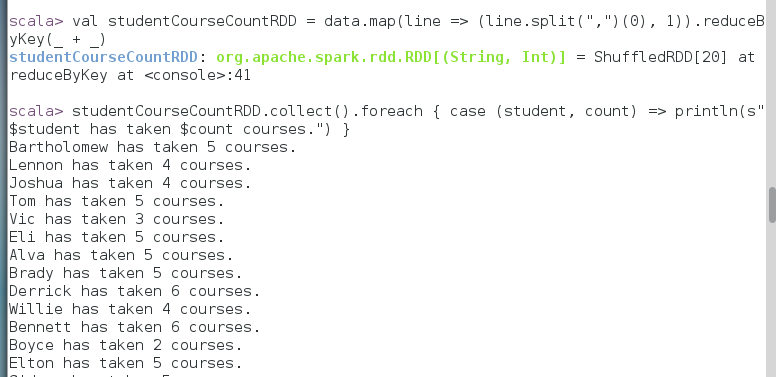 scala> val studentCourseCountRDD = data.map(line => (line.split(",")(0), 1)).reduceB
yKey(_ + _)
studentCourseCountRDD: org.apache.spark.rdd.RDD[(String, Int)] = ShuffledRDD[20] at
reduceByKey at <console>:41
scala> studentCourseCountRDD.collect().foreach { case (student, count) => println(s"
$student has taken $count courses.") }
Bartholomew has taken 5 courses.
Lennon has taken 4 courses.
Joshua has taken 4 courses.
Tom has taken 5 courses.
Vic has taken 3 courses.
Eli has taken 5 courses.
Alva has taken 5 courses.
Brady has taken 5 courses.
Derrick has taken 6 courses.
Willie has taken 4 courses.
Bennett has taken 6 courses.
Boyce has taken 2 courses.
Elton has taken 5 courses.